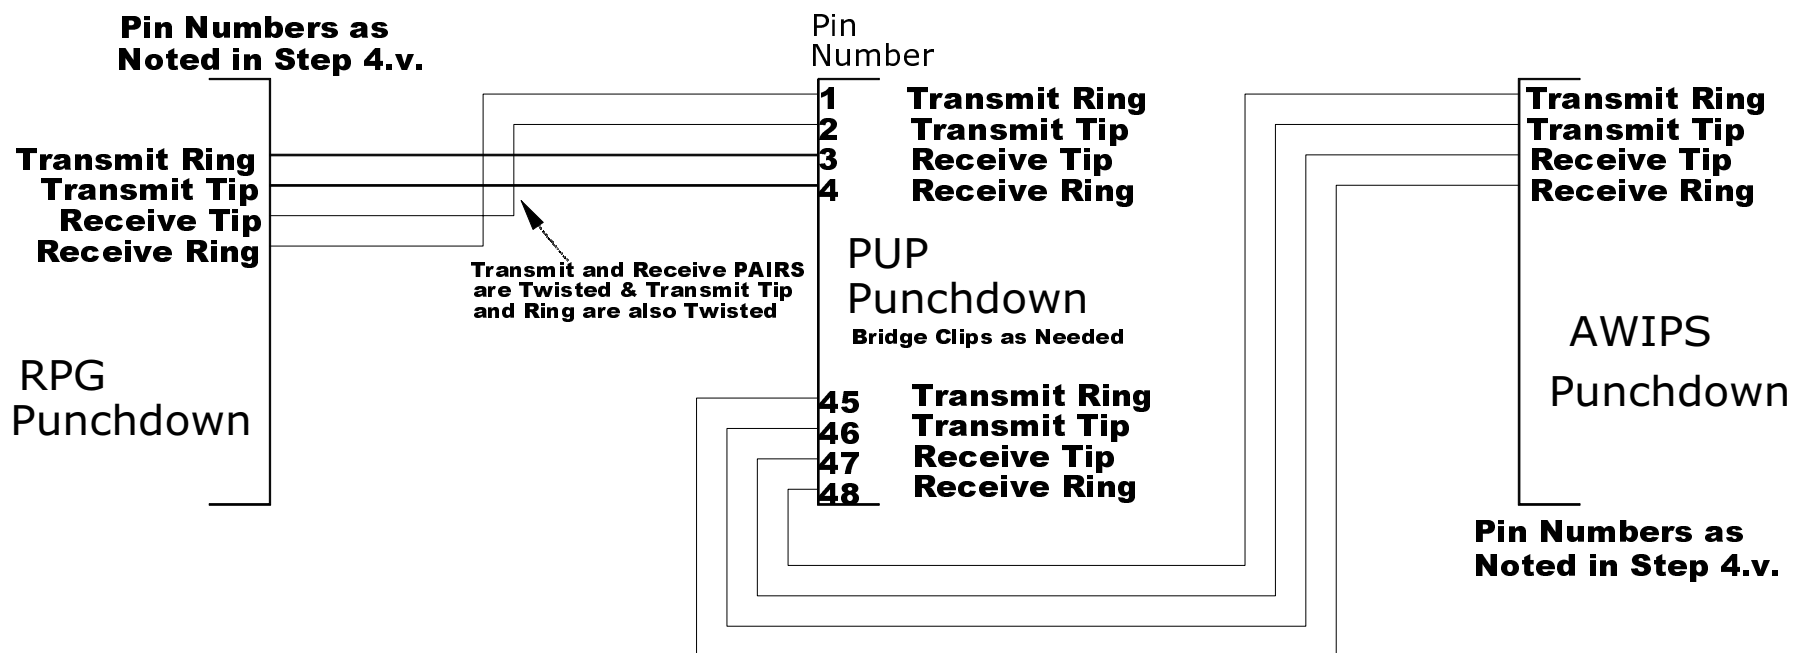 Pin Numbers as
Noted in Step 4.v.
Transmit Ring
Transmit Tip
Receive Tip
Receive Ring
RPG
Punchdown
Transmit and Receive PAIRS
are Twisted & Transmit Tip
and Ring are also Twisted
Pin
Number
1 Transmit Ring
2 Transmit Tip
3 Receive Tip
4 Receive Ring
PUP
Punchdown
Bridge Clips as Needed
45 Transmit Ring
46 Transmit Tip
47 Receive Tip
48 Receive Ring
Transmit Ring
Transmit Tip
Receive Tip
Receive Ring
AWIPS
Punchdown
Pin Numbers as
Noted in Step 4.v.